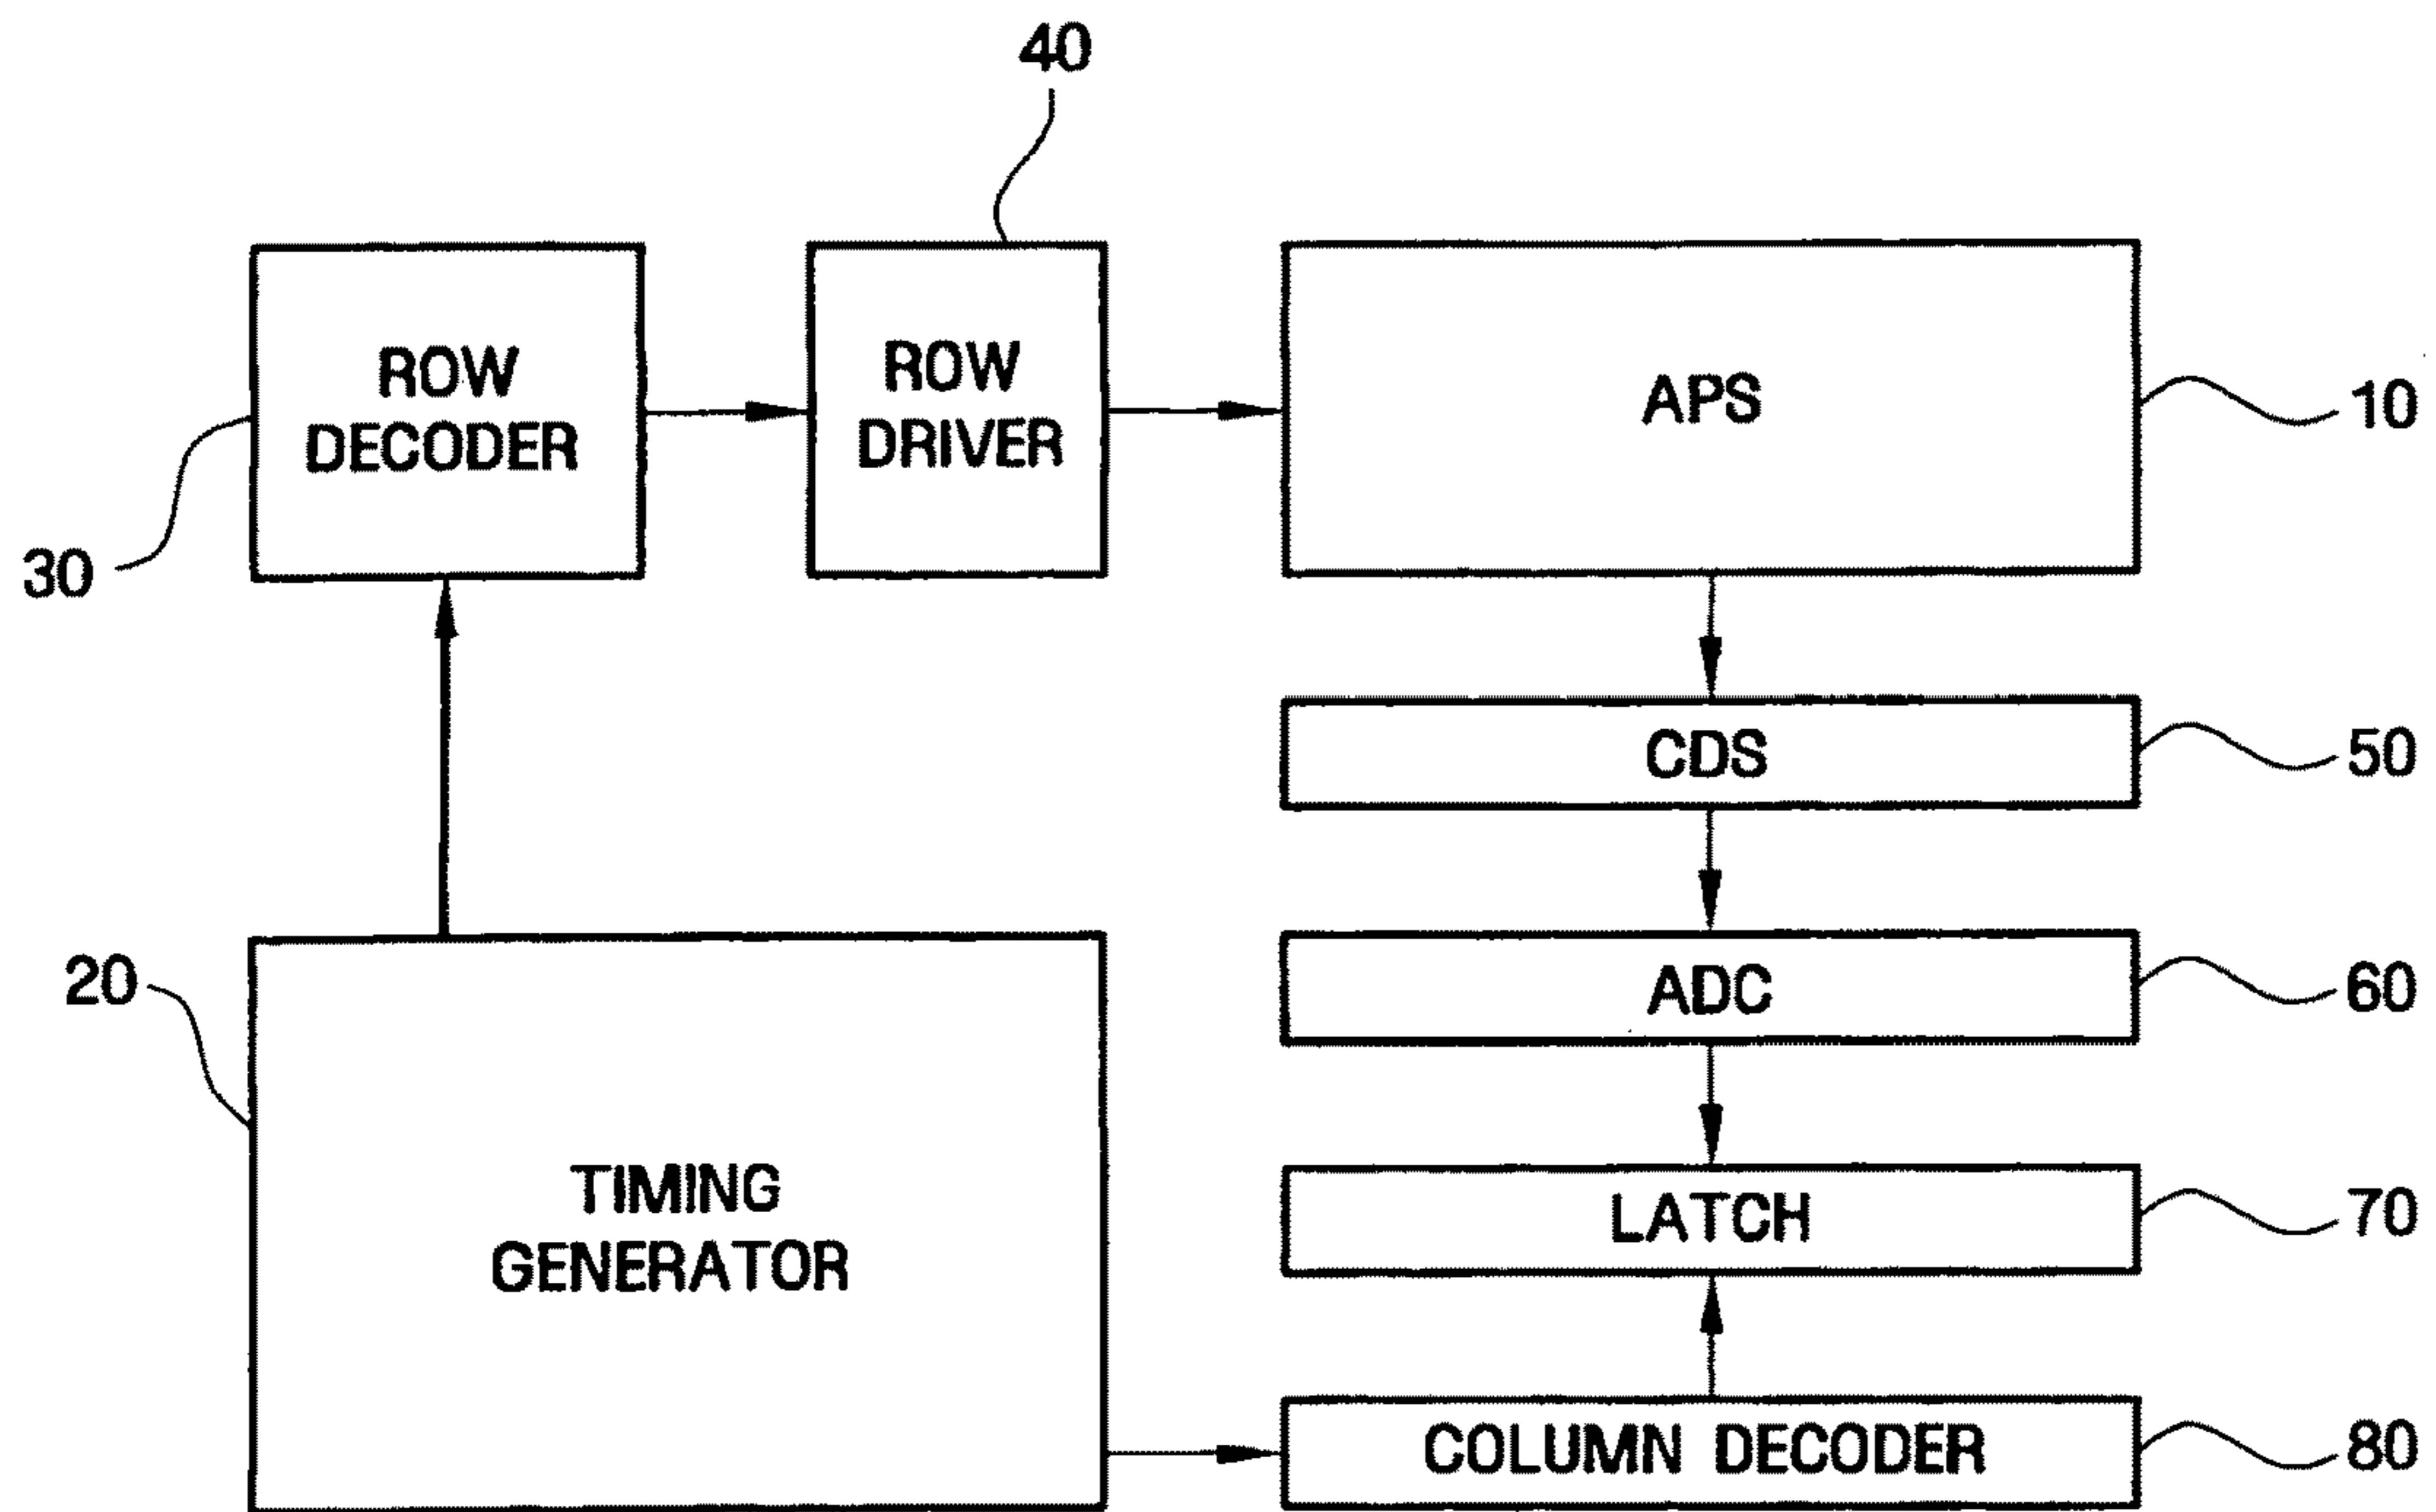 40
ROW
DECODER
ROW
DRIVER
APS
10
30
CDS
50
20
ADC
60
TIMING
GENERATOR
LATCH
70
COLUMN DECODER
80